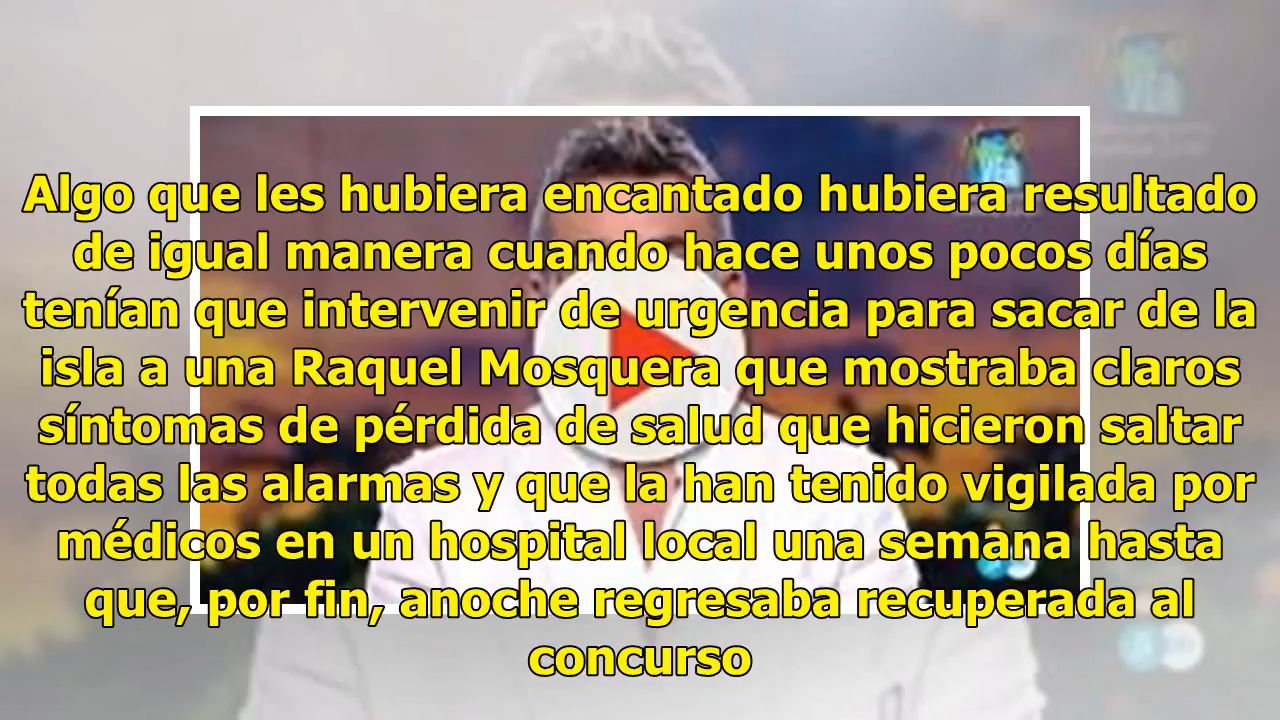 Algo que les hubiera encantado hubiera resultado
de igual manera cuando hace unos pocos días
tenían que intervenir de urgencia para sacar de la
isla a una Raquel Mosquera que mostraba claros
síntomas de pérdida de salud que hicieron saltar
todas las alarmas y que la han tenido vigilada por
médicos en un hospital local una semana hasta
que, por fin, anoche regresaba recuperada al
concurso